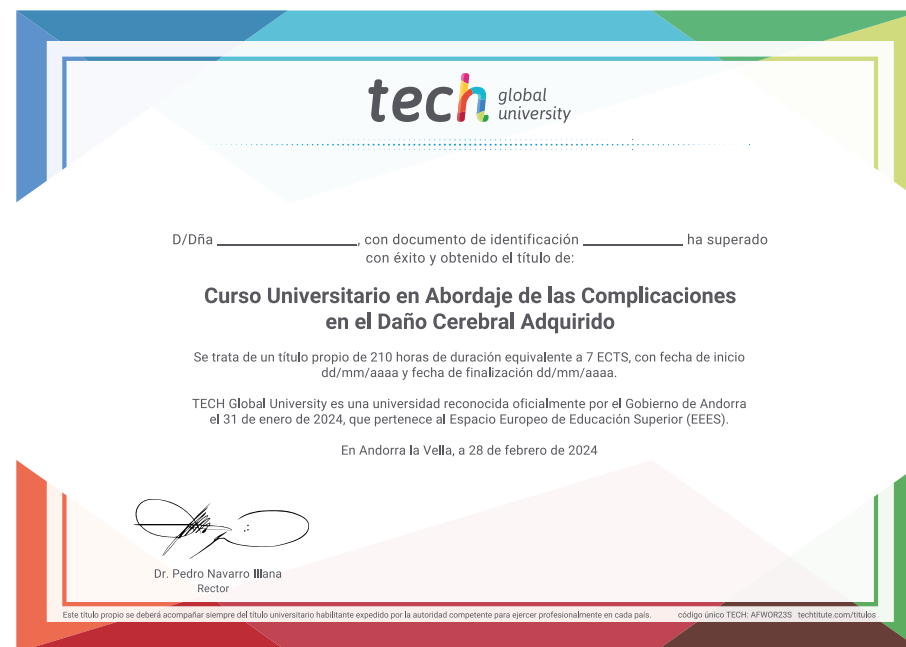 tech global university
D/Dña ______________, con documento de identificación __________ ha superado
con éxito y obtenido el título de:
Curso Universitario en Abordaje de las Complicaciones
en el Daño Cerebral Adquirido
Se trata de un título propio de 210 horas de duración equivalente a 7 ECTS, con fecha de inicio
dd/mm/aaaa y fecha de finalización dd/mm/aaaa.
TECH Global University es una universidad reconocida oficialmente por el Gobierno de Andorra
el 31 de enero de 2024, que pertenece al Espacio Europeo de Educación Superior (EEES).
En Andorra la Vella, a 28 de febrero de 2024
Dr. Pedro Navarro Illana
Rector
Este título propio se deberá acompañar siempre del título universitario habilitante expedido por la autoridad competente para ejercer profesionalmente en cada país. código único TECH: AFWOR23S techtitute.com/titulos